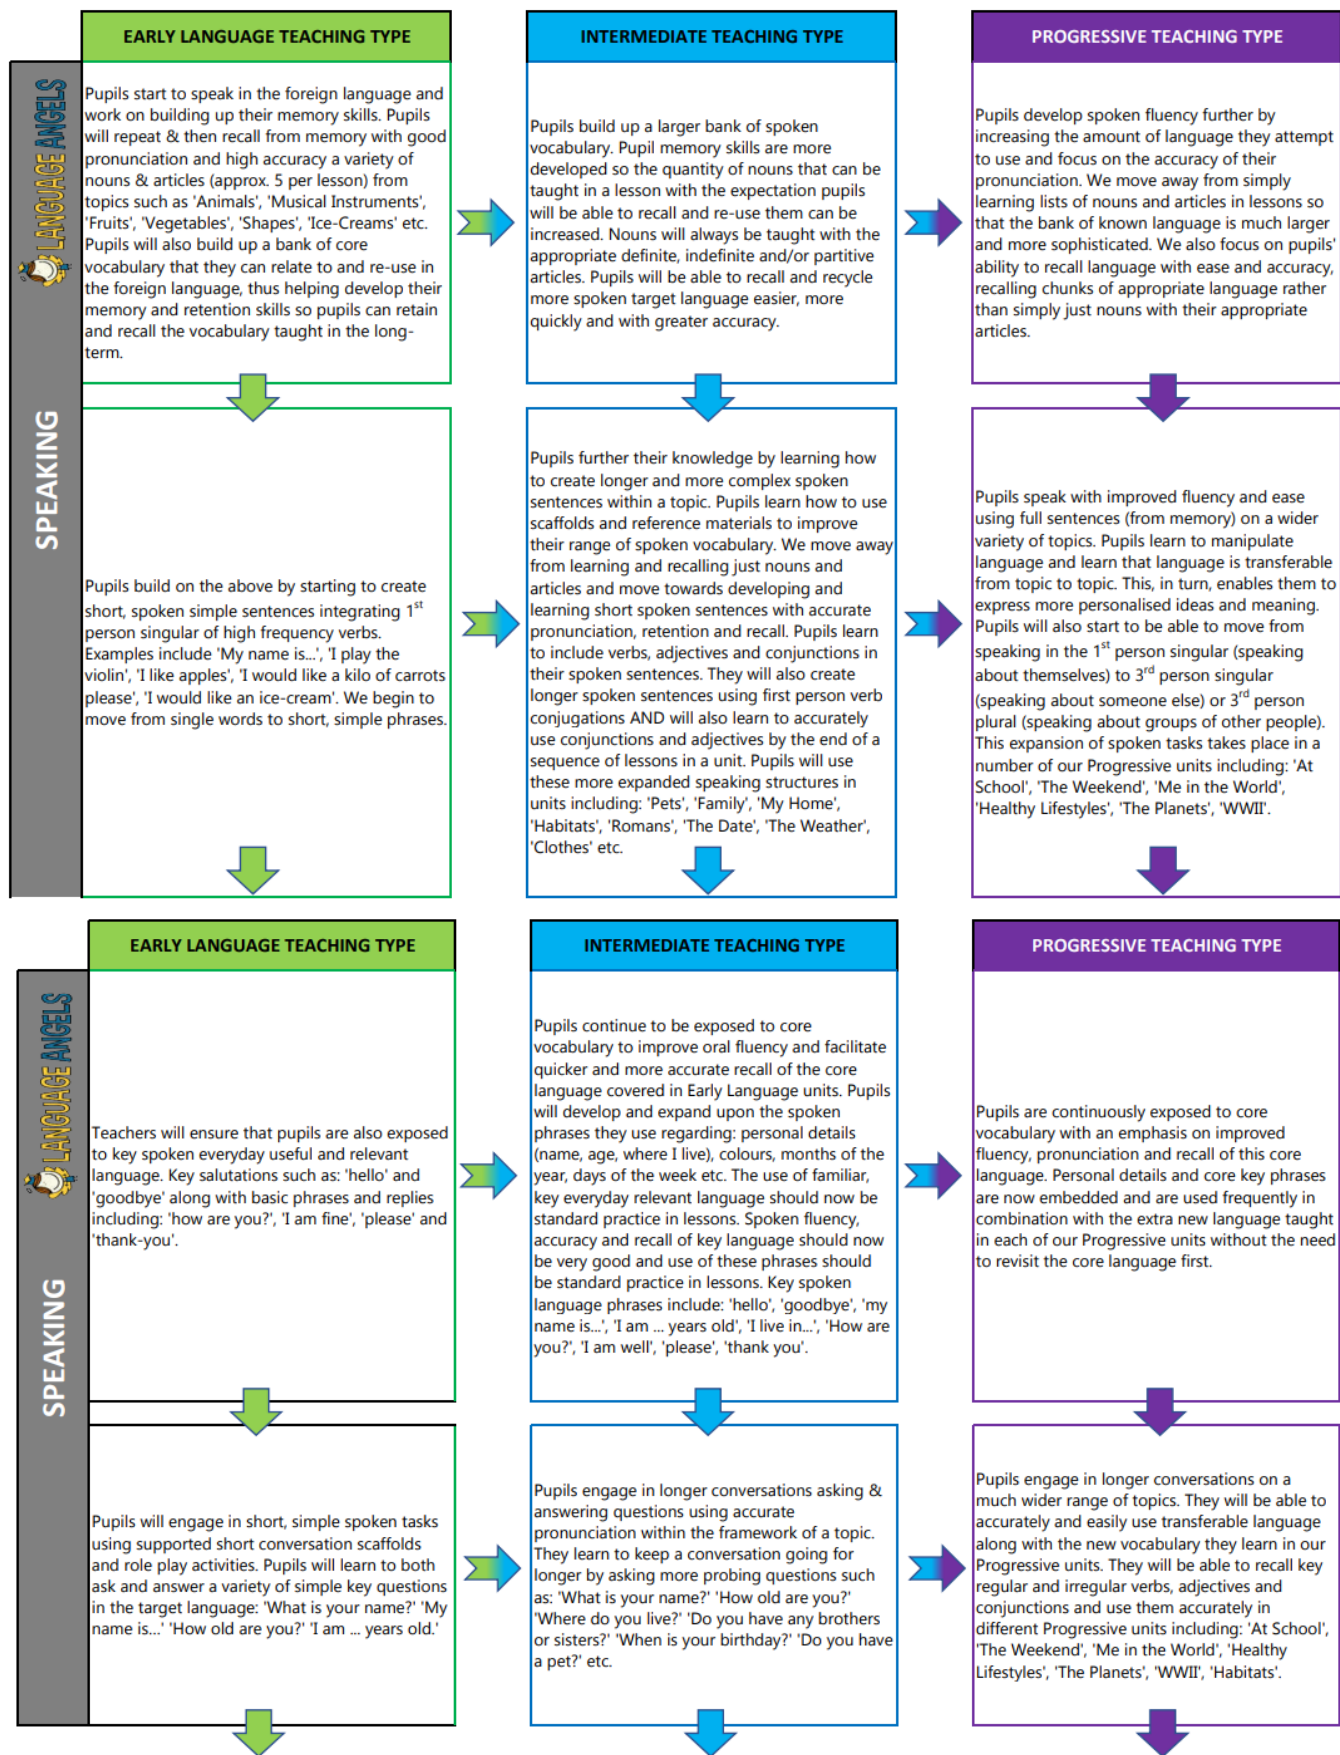 EARLY LANGUAGE TEACHING TYPE
INTERMEDIATE TEACHING TYPE
PROGRESSIVE TEACHING TYPE
LANGUAGE ANGELS
SPEAKING
Pupils start to speak in the foreign language and
work on building up their memory skills. Pupils
will repeat & then recall from memory with good
pronunciation and high accuracy a variety of
nouns & articles (approx. 5 per lesson) from
topics such as 'Animals', 'Musical Instruments',
'Fruits', 'Vegetables', 'Shapes', 'Ice-Creams' etc.
Pupils will also build up a bank of core
vocabulary that they can relate to and re-use in
the foreign language, thus helping develop their
memory and retention skills so pupils can retain
and recall the vocabulary taught in the long-
term.
Pupils build up a larger bank of spoken
vocabulary. Pupil memory skills are more
developed so the quantity of nouns that can be
taught in a lesson with the expectation pupils
will be able to recall and re-use them can be
increased. Nouns will always be taught with the
appropriate definite, indefinite and/or partitive
articles. Pupils will be able to recall and recycle
more spoken target language easier, more
quickly and with greater accuracy.
Pupils develop spoken fluency further by
increasing the amount of language they attempt
to use and focus on the accuracy of their
pronunciation. We move away from simply
learning lists of nouns and articles in lessons so
that the bank of known language is much larger
and more sophisticated. We also focus on pupils'
ability to recall language with ease and accuracy,
recalling chunks of appropriate language rather
than simply just nouns with their appropriate
articles.
Pupils build on the above by starting to create
short, spoken simple sentences integrating 1st
person singular of high frequency verbs.
Examples include 'My name is...', 'I play the
violin', 'I like apples', 'I would like a kilo of carrots
please', 'I would like an ice-cream'. We begin to
move from single words to short, simple phrases.
Pupils further their knowledge by learning how
to create longer and more complex spoken
sentences within a topic. Pupils learn how to use
scaffolds and reference materials to improve
their range of spoken vocabulary. We move away
from learning and recalling just nouns and
articles and move towards developing and
learning short spoken sentences with accurate
pronunciation, retention and recall. Pupils learn
to include verbs, adjectives and conjunctions in
their spoken sentences. They will also create
longer spoken sentences using first person verb
conjugations AND will also learn to accurately
use conjunctions and adjectives by the end of a
sequence of lessons in a unit. Pupils will use
these more expanded speaking structures in
units including: 'Pets', 'Family', 'My Home',
'Habitats', 'Romans', 'The Date', 'The Weather',
'Clothes' etc.
Pupils speak with improved fluency and ease
using full sentences (from memory) on a wider
variety of topics. Pupils learn to manipulate
language and learn that language is transferable
from topic to topic. This, in turn, enables them to
express more personalised ideas and meaning.
Pupils will also start to be able to move from
speaking in the 1st person singular (speaking
about themselves) to 3rd person singular
(speaking about someone else) or 3rd person
plural (speaking about groups of other people).
This expansion of spoken tasks takes place in a
number of our Progressive units including: 'At
School', 'The Weekend', 'Me in the World',
'Healthy Lifestyles', 'The Planets', 'WWII'.
EARLY LANGUAGE TEACHING TYPE
INTERMEDIATE TEACHING TYPE
PROGRESSIVE TEACHING TYPE
LANGUAGE ANGELS
SPEAKING
Teachers will ensure that pupils are also exposed
to key spoken everyday useful and relevant
language. Key salutations such as: 'hello' and
'goodbye' along with basic phrases and replies
including: 'how are you?', 'I am fine', 'please' and
'thank-you'.
Pupils continue to be exposed to core
vocabulary to improve oral fluency and facilitate
quicker and more accurate recall of the core
language covered in Early Language units. Pupils
will develop and expand upon the spoken
phrases they use regarding: personal details
(name, age, where I live), colours, months of the
year, days of the week etc. The use of familiar,
key everyday relevant language should now be
standard practice in lessons. Spoken fluency,
accuracy and recall of key language should now
be very good and use of these phrases should
be standard practice in lessons. Key spoken
language phrases include: 'hello', 'goodbye', 'my
name is...', 'I am ... years old', 'I live in...', 'How are
you?', 'I am well', 'please', 'thank you'.
Pupils are continuously exposed to core
vocabulary with an emphasis on improved
fluency, pronunciation and recall of this core
language. Personal details and core key phrases
are now embedded and are used frequently in
combination with the extra new language taught
in each of our Progressive units without the need
to revisit the core language first.
Pupils will engage in short, simple spoken tasks
using supported short conversation scaffolds
and role play activities. Pupils will learn to both
ask and answer a variety of simple key questions
in the target language: 'What is your name?' 'My
name is...' 'How old are you?' 'I am ... years old.'
Pupils engage in longer conversations asking &
answering questions using accurate
pronunciation within the framework of a topic.
They learn to keep a conversation going for
longer by asking more probing questions such
as: 'What is your name?' 'How old are you?'
'Where do you live?' 'Do you have any brothers
or sisters?' 'When is your birthday?' 'Do you have
a pet?' etc.
Pupils engage in longer conversations on a
much wider range of topics. They will be able to
accurately and easily use transferable language
along with the new vocabulary they learn in our
Progressive units. They will be able to recall key
regular and irregular verbs, adjectives and
conjunctions and use them accurately in
different Progressive units including: 'At School',
'The Weekend', 'Me in the World', 'Healthy
Lifestyles', 'The Planets', 'WWII', 'Habitats'.